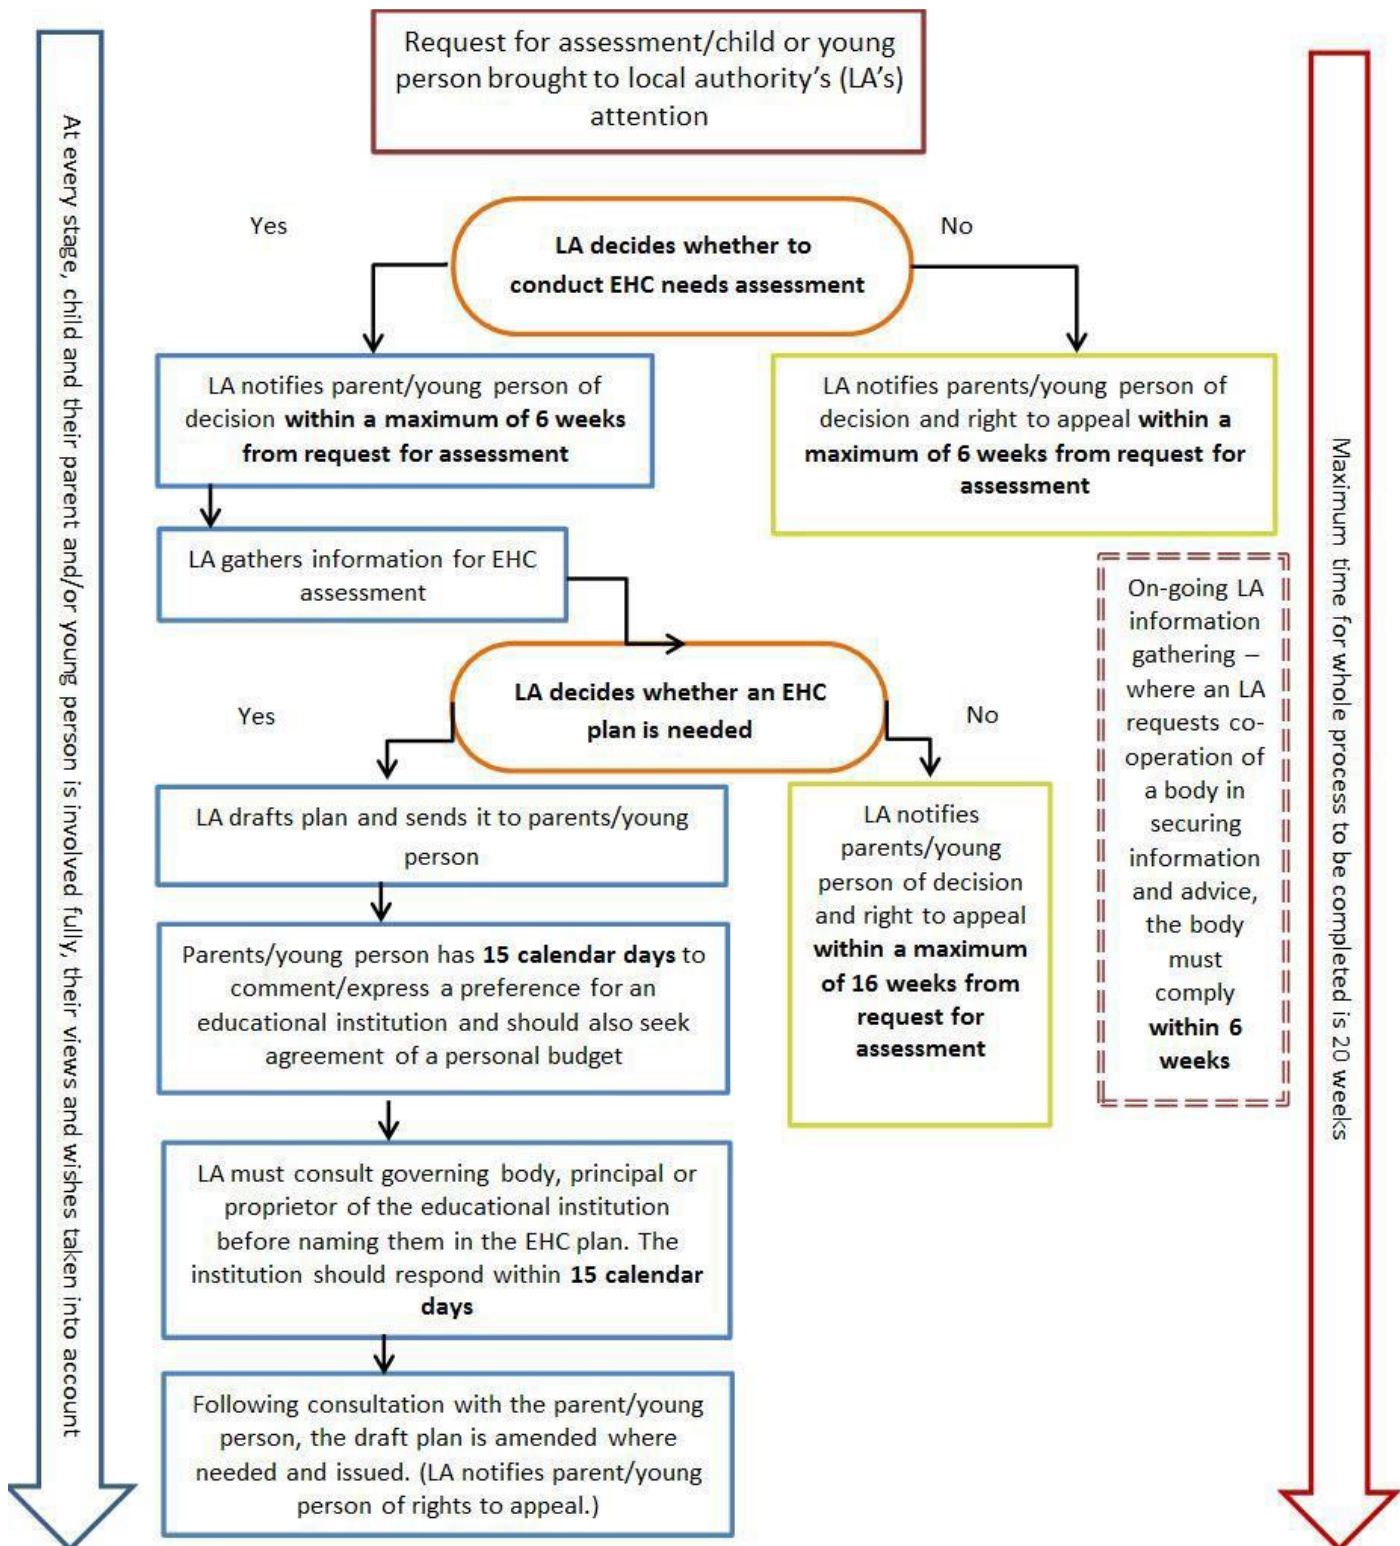 Request for assessment/child or young
person brought to local authority’s (LA’s)
attention
Yes
No
LA decides whether to
conduct EHC needs assessment
LA notifies parent/young person of
decision within a maximum of 6 weeks
from request for assessment
LA notifies parents/young person of
decision and right to appeal within a
maximum of 6 weeks from request for
assessment
LA gathers information for EHC
assessment
LA decides whether an EHC
plan is needed
Yes
No
LA drafts plan and sends it to parents/young
person
Parents/young person has 15 calendar days to
comment/express a preference for an
educational institution and should also seek
agreement of a personal budget
LA must consult governing body, principal or
proprietor of the educational institution
before naming them in the EHC plan. The
institution should respond within 15 calendar
days
Following consultation with the parent/young
person, the draft plan is amended where
needed and issued. (LA notifies parent/young
person of rights to appeal.)
LA notifies
parents/young
person of decision
and right to appeal
within a maximum
of 16 weeks from
request for
assessment
On-going LA
information
gathering –
where an LA
requests co-
operation of
a body in
securing
information
and advice,
the body
must
comply
within 6
weeks
At every stage, child and their parent and/or young person is involved fully, their views and wishes taken into account
Maximum time for whole process to be completed is 20 weeks